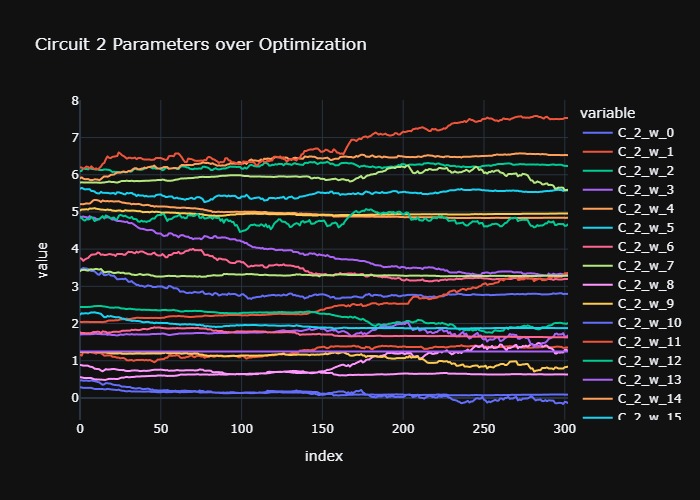 Circuit 2 Parameters over Optimization
8
7
6
5
4
3
2
1
0
value
0 50 100 150 200 250 300
index
variable
C_2_w_0
C_2_w_1
C_2_w_2
C_2_w_3
C_2_w_4
C_2_w_5
C_2_w_6
C_2_w_7
C_2_w_8
C_2_w_9
C_2_w_10
C_2_w_11
C_2_w_12
C_2_w_13
C_2_w_14
C_2_w_15